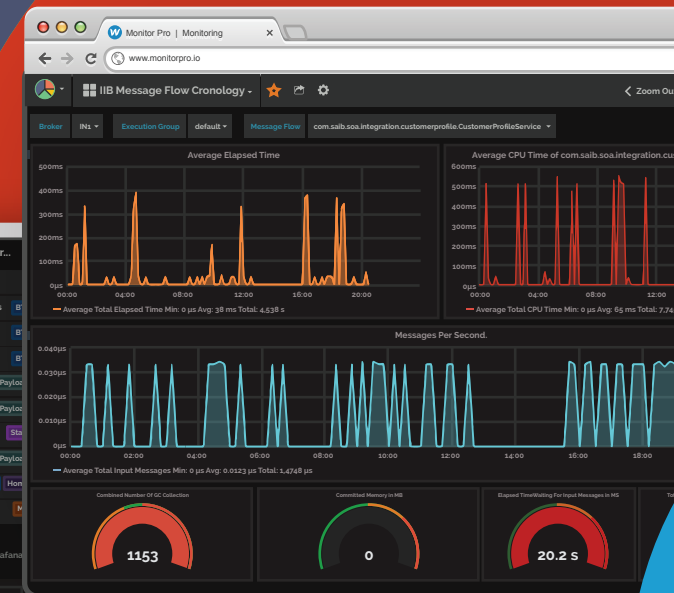 Monitor Pro | Monitoring
www.monitorpro.io
IIB Message Flow Cronology
Zoom Ou
Broker IN1 Execution Group default Message Flow com.saib.soa.integration.customerprofile.CustomerProfileService
Average Elapsed Time
500ms
400ms
300ms
200ms
100ms
0μs
00:00 04:00 08:00 12:00 16:00 20:00
Average Total Elapsed Time Min: 0 μs Avg: 38 ms Total: 4,538 s
Average CPU Time of com.saib.soa.integration.cus
600ms
500ms
400ms
300ms
200ms
100ms
0μs
00:00 04:00 08:00 12:00
Average Total CPU Time Min: 0 μs Avg: 65 ms Total: 7,74
Messages Per Second.
0.040μs
0.030μs
0.020μs
0.010μs
0μs
00:00 02:00 04:00 06:00 08:00 10:00 12:00 14:00 16:00 18:00
Average Total Input Messages Min: 0 μs Avg: 0.0123 μs Total: 1,4748 μs
Combined Number Of GC Collection
1153
Committed Memory in MB
0
Elapsed TimeWaiting For Input Messages in MS
20.2 s
To
r...
s B
B
B
Payloa
Payloa
Sta
Payloa
Hon
M
afana